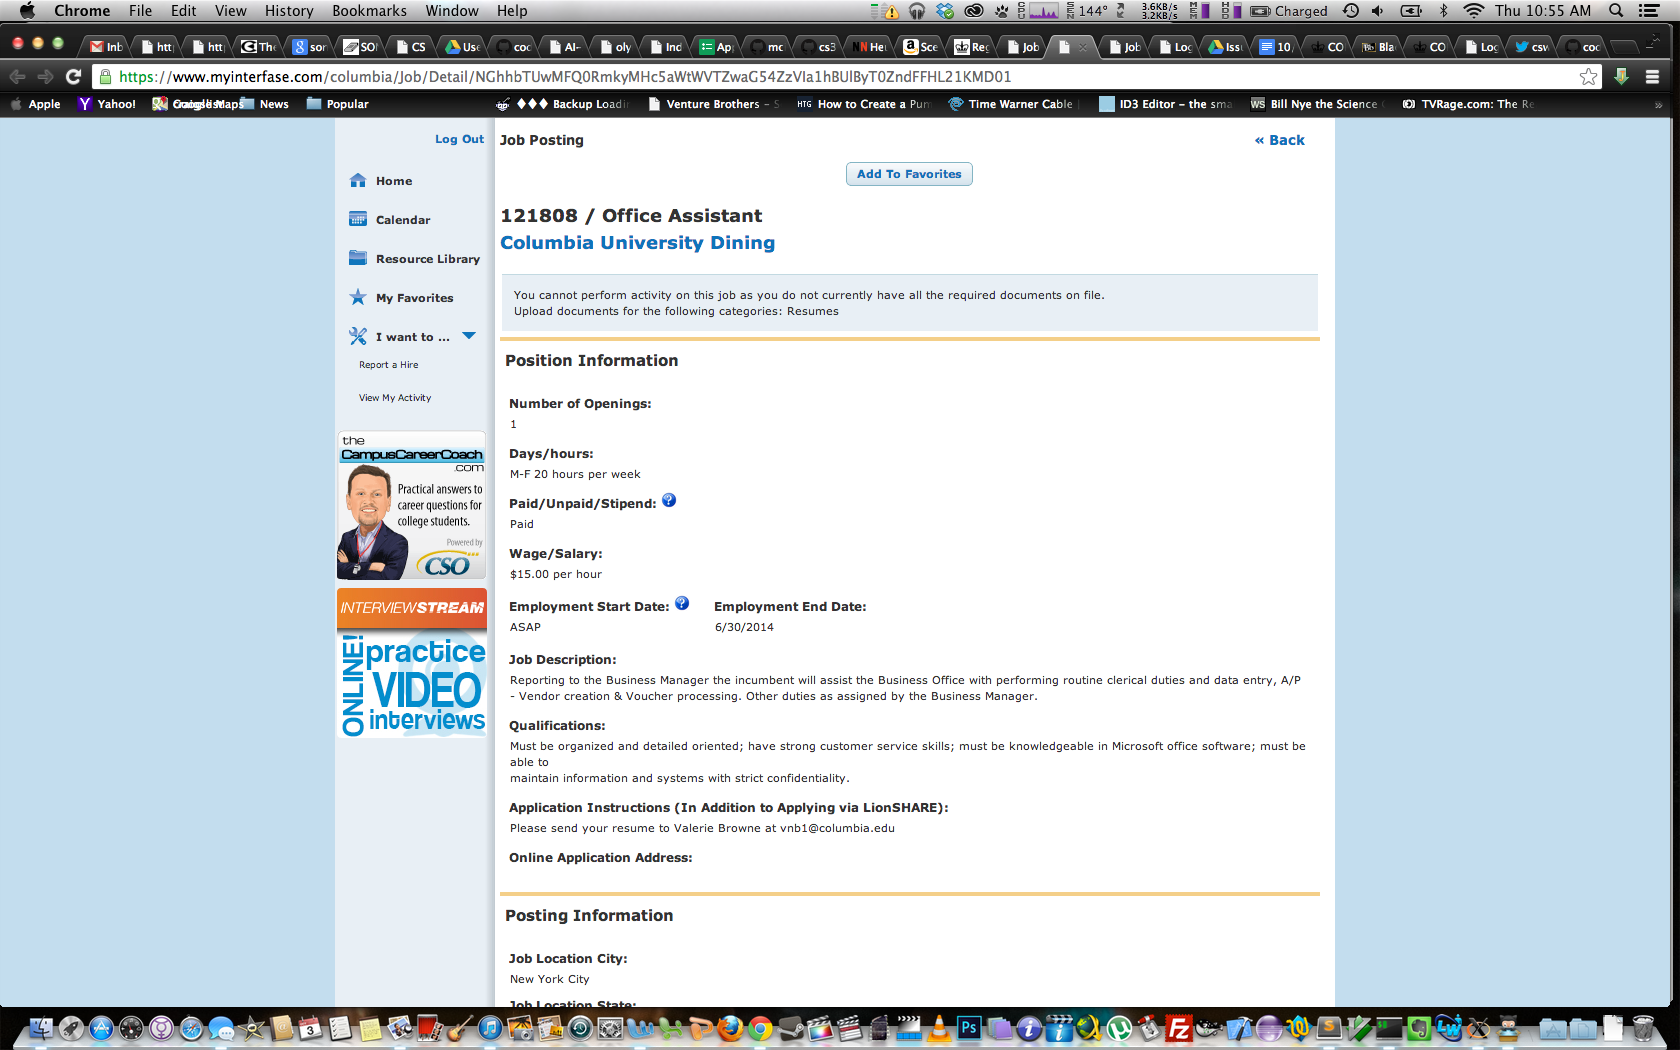 Chrome File Edit View History Bookmarks Window Help 144° 3.6KB/s 3.2KB/s Charged Thu 10:55 AM
Inb htt htt The sor SOI CS Use coc AI- oly Ind Ap mc cs3 Hei Sce Reg Job Job Log Iss 10 CO Bla CO Log csv coc
https://www.myinterfase.com/columbia/Job/Detail/
Apple Yahoo! Google Maps News Popular ♦♦♦ Backup Loadi Venture Brothers – S HTG How to Create a Pun Time Warner Cable ID3 Editor – the sma WS Bill Nye the Science TVRage.com: The Re »
Log Out
Home
Calendar
Resource Library
My Favorites
I want to ...
Report a Hire
View My Activity
the
CampusCareerCoach
.com
Practical answers to
career questions for
college students.
Powered by
CSO
INTERVIEWSTREAM
ONLINE!
practice
VIDEO
interviews
Job Posting
« Back
Add To Favorites
121808 / Office Assistant
Columbia University Dining
You cannot perform activity on this job as you do not currently have all the required documents on file.
Upload documents for the following categories: Resumes
Position Information
Number of Openings:
1
Days/hours:
M-F 20 hours per week
Paid/Unpaid/Stipend: ?
Paid
Wage/Salary:
$15.00 per hour
Employment Start Date: ? Employment End Date:
ASAP 6/30/2014
Job Description:
Reporting to the Business Manager the incumbent will assist the Business Office with performing routine clerical duties and data entry, A/P
- Vendor creation & Voucher processing. Other duties as assigned by the Business Manager.
Qualifications:
Must be organized and detailed oriented; have strong customer service skills; must be knowledgeable in Microsoft office software; must be
able to
maintain information and systems with strict confidentiality.
Application Instructions (In Addition to Applying via LionSHARE):
Please send your resume to Valerie Browne at vnb1@columbia.edu
Online Application Address:
Posting Information
Job Location City:
New York City
Job Location State: